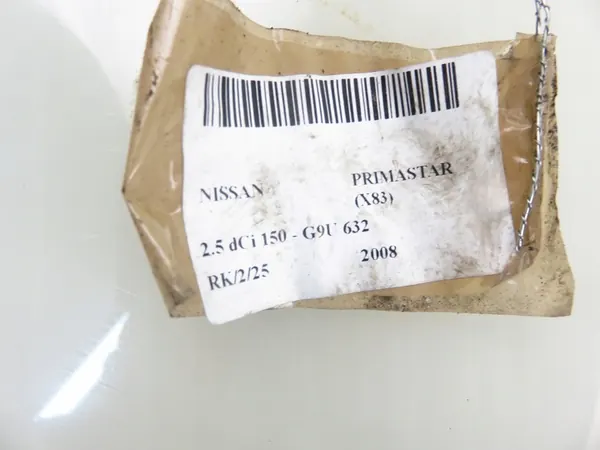 NISSAN PRIMASTAR
(X83)
2.5 dCi 150 - G9U 632
RK/2/25 2008